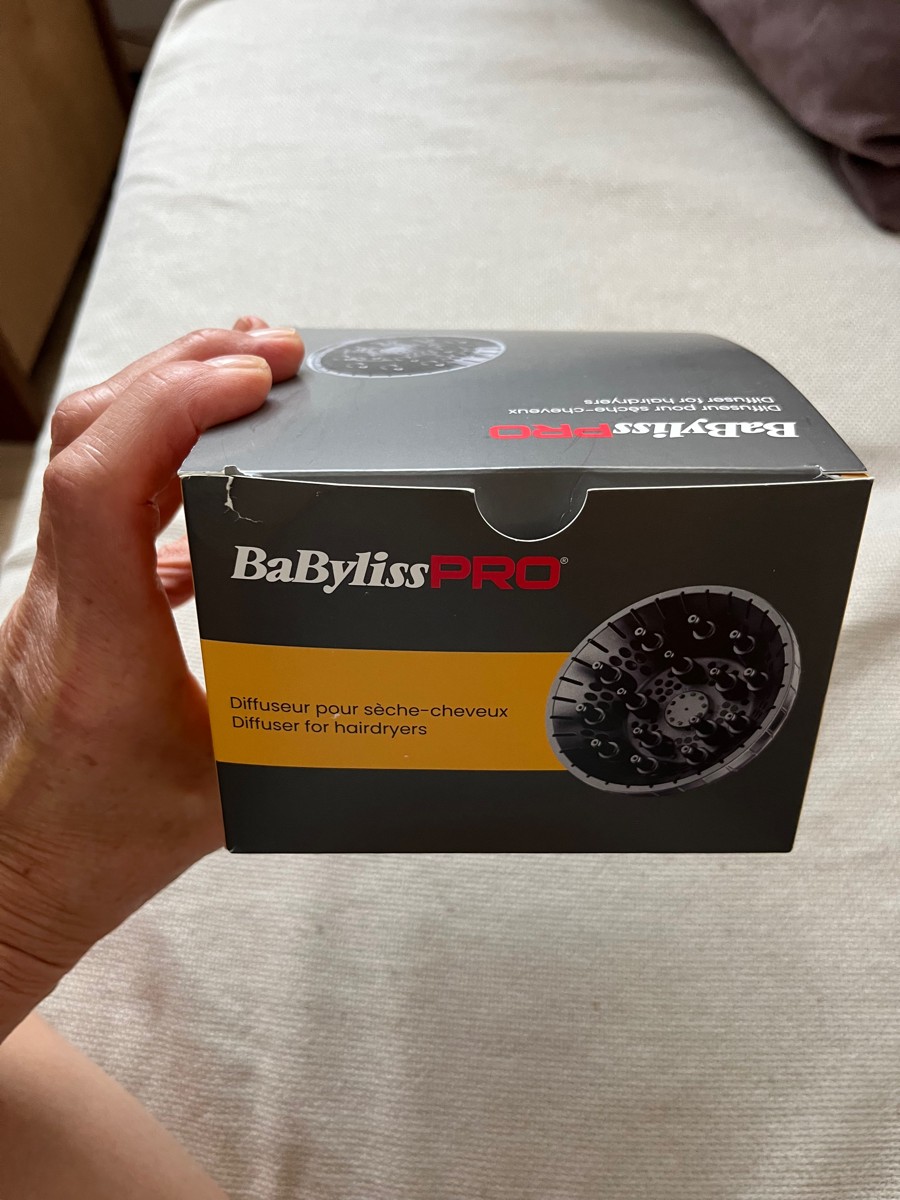 Diffuser for hairdryers
Diffuseur pour sèche-cheveux
BaBylissPRO
BaBylissPRO®
Diffuseur pour sèche-cheveux
Diffuser for hairdryers